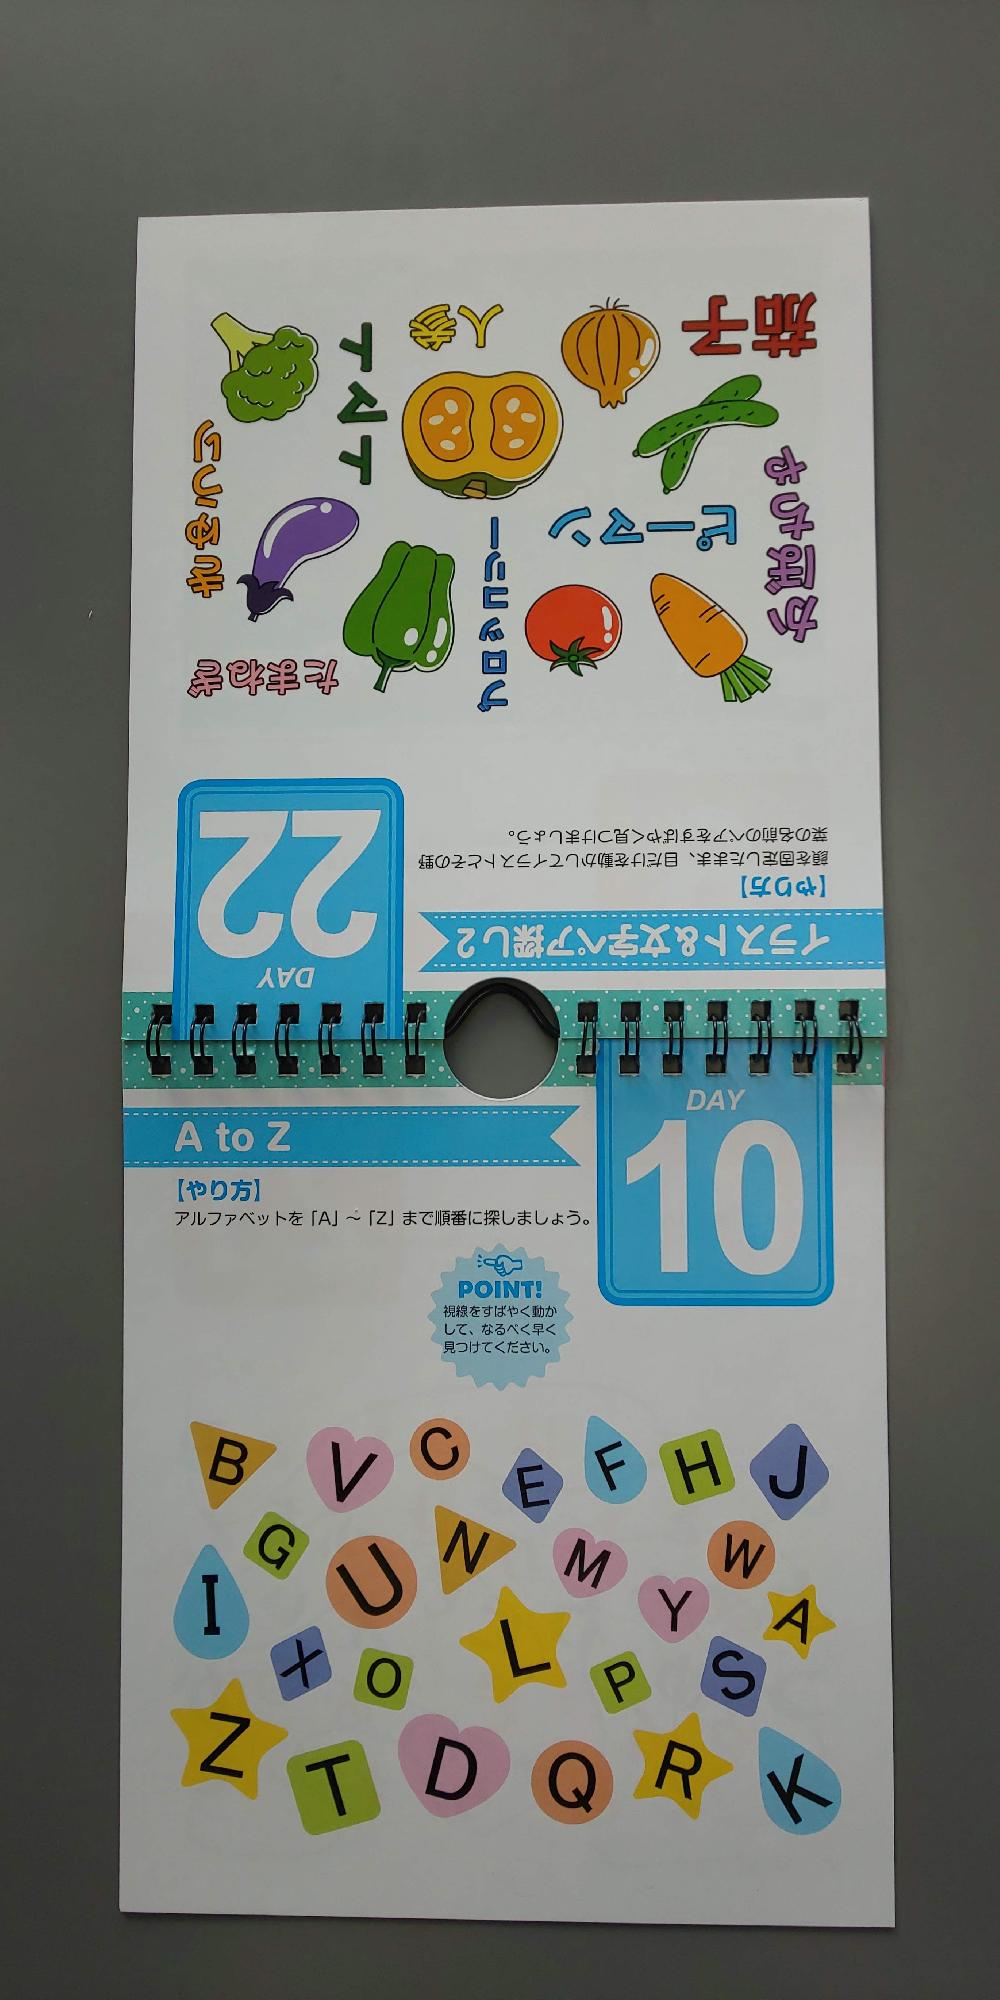 DAY
22
イラスト&文字ペア探し2
【やり方】
顔を固定したまま、目だけを動かしてイラストとその野
菜の名前のペアをすばやく見つけましょう。
たまねぎ
ブロッコリー
かぼちゃ
ピーマン
きゅうり
トマト
人参
茄子
DAY
10
A to Z
【やり方】
アルファベットを「A」～「Z」まで順番に探しましょう。
POINT!
視線をすばやく動か
して、なるべく早く
見つけてください。
B V C E F H J
G U N M W
I Y A
X O L P S
Z T D Q R K